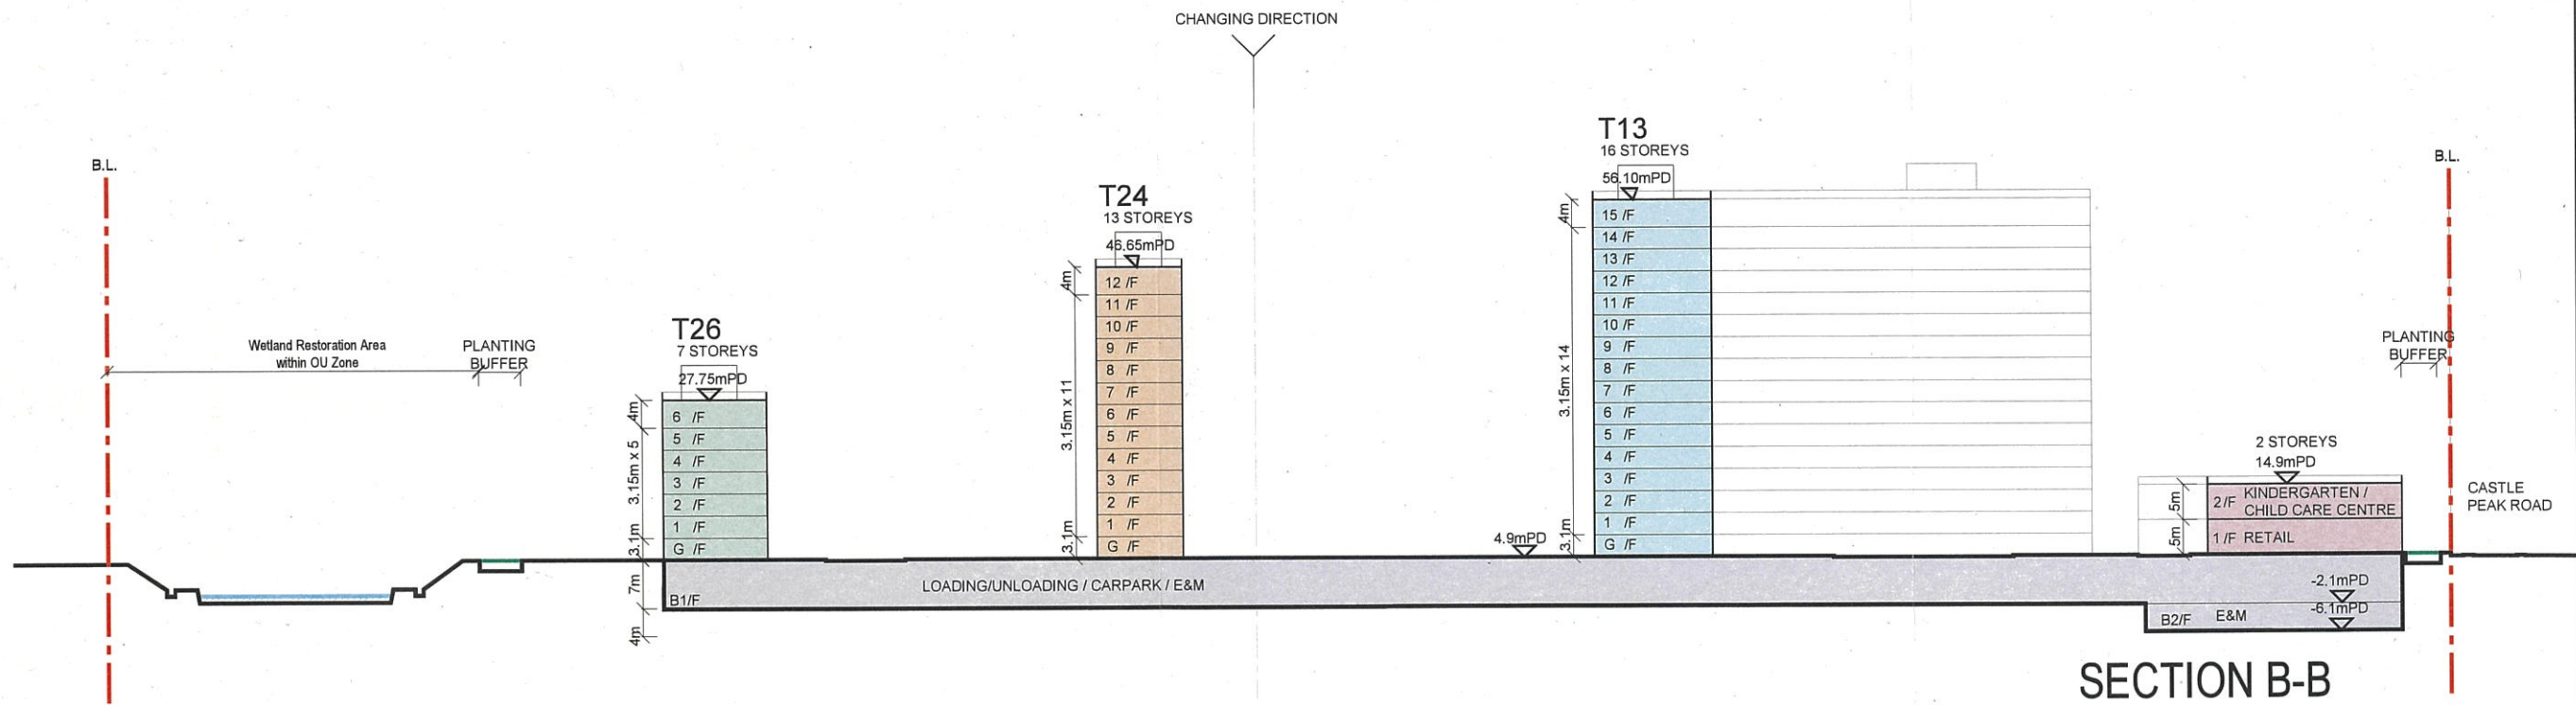 CHANGING DIRECTION
B.L.
Wetland Restoration Area
within OU Zone
PLANTING
BUFFER
T26
7 STOREYS
27.75mPD
4m
3.15m x 5
3.1m
7m
4m
6 /F
5 /F
4 /F
3 /F
2 /F
1 /F
G /F
B1/F
LOADING/UNLOADING / CARPARK / E&M
T24
13 STOREYS
46.65mPD
4m
3.15m x 11
3.1m
12 /F
11 /F
10 /F
9 /F
8 /F
7 /F
6 /F
5 /F
4 /F
3 /F
2 /F
1 /F
G /F
4.9mPD
T13
16 STOREYS
56.10mPD
4m
3.15m x 14
3.1m
15 /F
14 /F
13 /F
12 /F
11 /F
10 /F
9 /F
8 /F
7 /F
6 /F
5 /F
4 /F
3 /F
2 /F
1 /F
G /F
2 STOREYS
14.9mPD
5m
5m
2/F KINDERGARTEN /
CHILD CARE CENTRE
1/F RETAIL
-2.1mPD
-6.1mPD
B2/F E&M
PLANTING
BUFFER
B.L.
CASTLE
PEAK ROAD
SECTION B-B